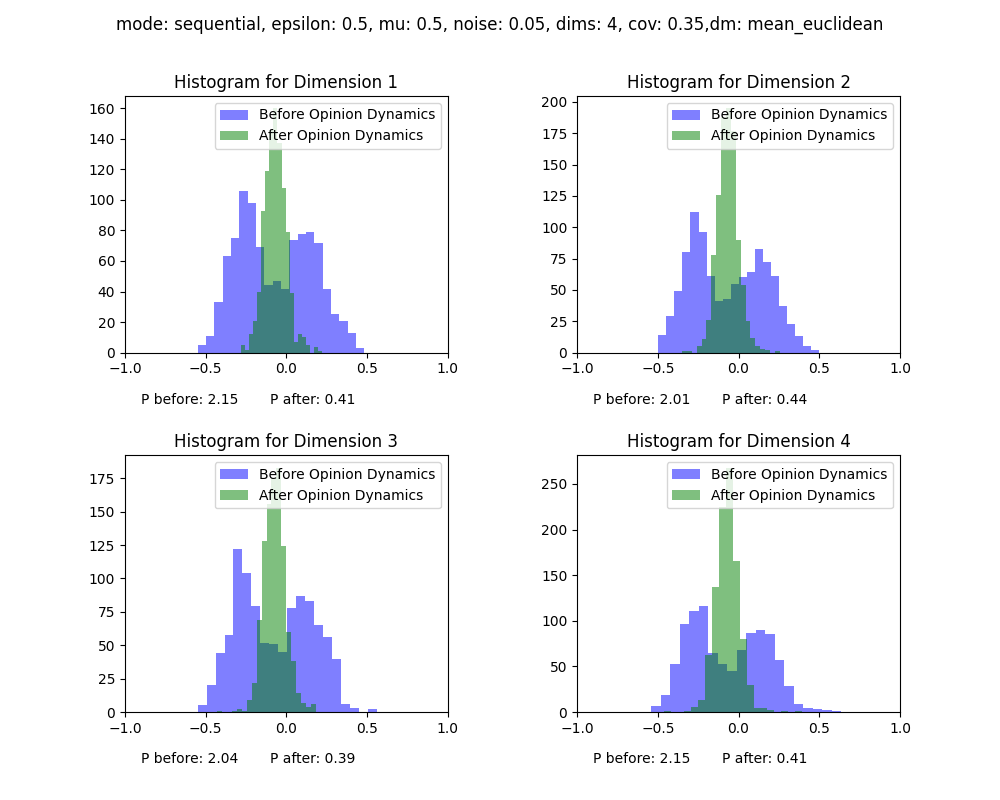 mode: sequential, epsilon: 0.5, mu: 0.5, noise: 0.05, dims: 4, cov: 0.35,dm: mean_euclidean
Histogram for Dimension 1
Before Opinion Dynamics
After Opinion Dynamics
160
140
120
100
80
60
40
20
0
−1.0 −0.5 0.0 0.5 1.0
P before: 2.15 P after: 0.41
Histogram for Dimension 2
Before Opinion Dynamics
After Opinion Dynamics
200
175
150
125
100
75
50
25
0
−1.0 −0.5 0.0 0.5 1.0
P before: 2.01 P after: 0.44
Histogram for Dimension 3
Before Opinion Dynamics
After Opinion Dynamics
175
150
125
100
75
50
25
0
−1.0 −0.5 0.0 0.5 1.0
P before: 2.04 P after: 0.39
Histogram for Dimension 4
Before Opinion Dynamics
After Opinion Dynamics
250
200
150
100
50
0
−1.0 −0.5 0.0 0.5 1.0
P before: 2.15 P after: 0.41